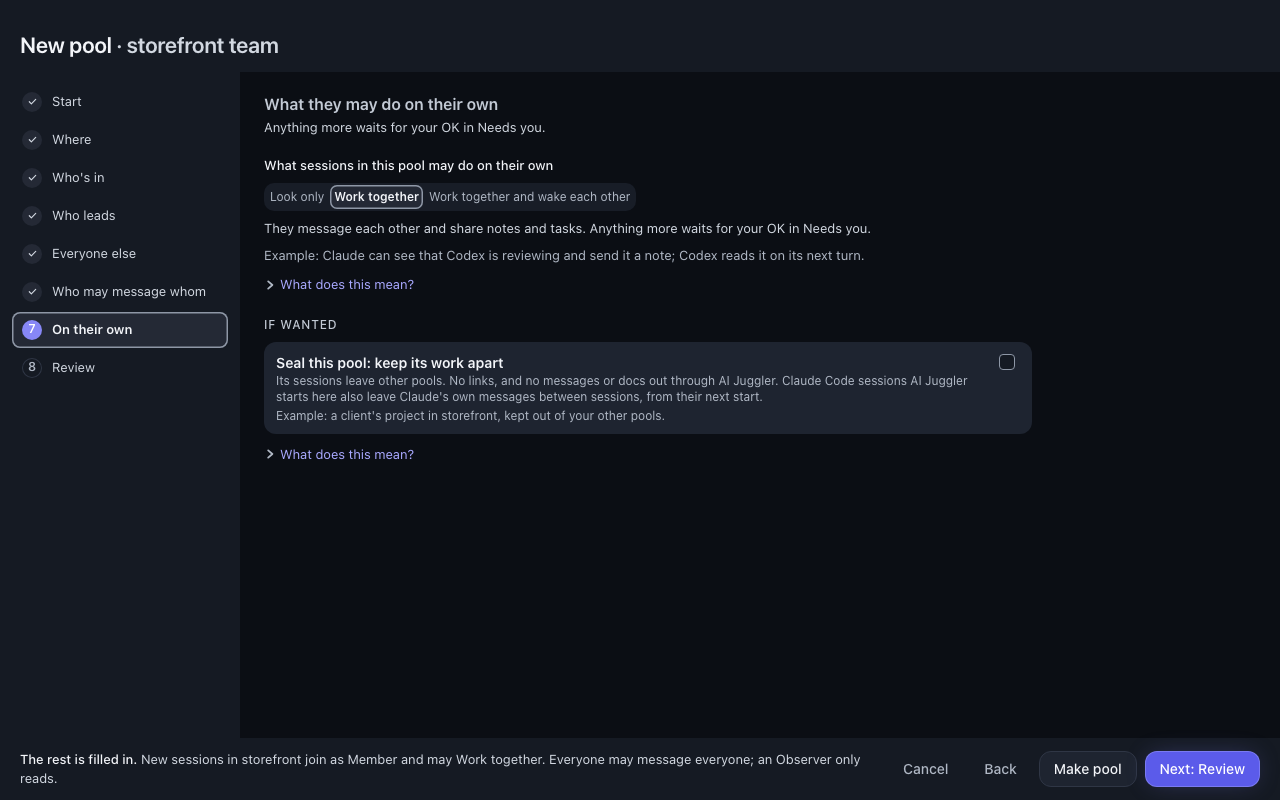 New pool · storefront team
Start
Where
Who's in
Who leads
Everyone else
Who may message whom
7 On their own
8 Review
What they may do on their own
Anything more waits for your OK in Needs you.
What sessions in this pool may do on their own
Look only Work together Work together and wake each other
They message each other and share notes and tasks. Anything more waits for your OK in Needs you.
Example: Claude can see that Codex is reviewing and send it a note; Codex reads it on its next turn.
What does this mean?
IF WANTED
Seal this pool: keep its work apart
Its sessions leave other pools. No links, and no messages or docs out through AI Juggler. Claude Code sessions AI Juggler
starts here also leave Claude's own messages between sessions, from their next start.
Example: a client's project in storefront, kept out of your other pools.
What does this mean?
The rest is filled in. New sessions in storefront join as Member and may Work together. Everyone may message everyone; an Observer only
reads.
Cancel Back Make pool Next: Review